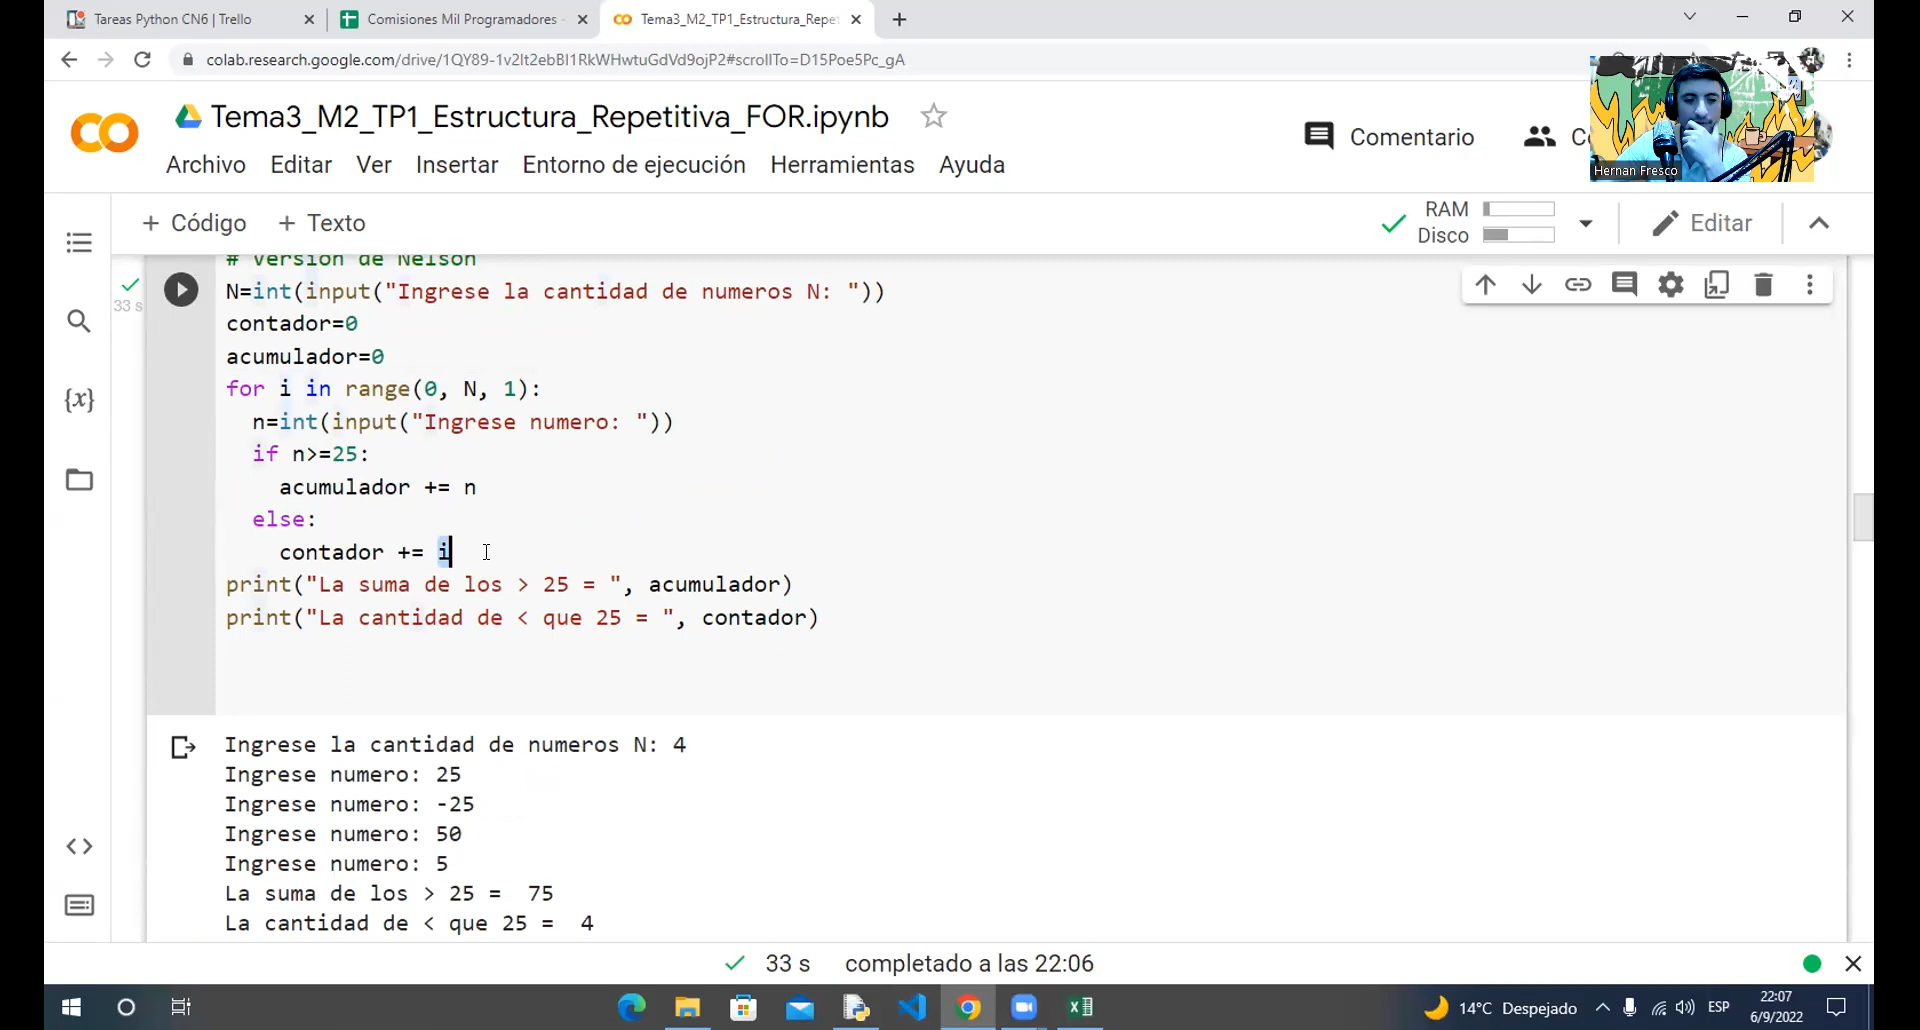 Tareas Python CN6 | Trello
Comisiones Mil Programadores -
Tema3_M2_TP1_Estructura_Repet
colab.research.google.com/drive/1QY89-1v2lt2ebBl1RkWHwtuGdVd9ojP2#scrollTo=D15Poe5Pc_gA
Tema3_M2_TP1_Estructura_Repetitiva_FOR.ipynb
Comentario
Archivo Editar Ver Insertar Entorno de ejecución Herramientas Ayuda
Hernan Fresco
+ Código + Texto
RAM
Disco
Editar
# Version de Nelson
33 s
N=int(input("Ingrese la cantidad de numeros N: "))
contador=0
acumulador=0
for i in range(0, N, 1):
n=int(input("Ingrese numero: "))
if n>=25:
acumulador += n
else:
contador += i
print("La suma de los > 25 = ", acumulador)
print("La cantidad de < que 25 = ", contador)
Ingrese la cantidad de numeros N: 4
Ingrese numero: 25
Ingrese numero: -25
Ingrese numero: 50
Ingrese numero: 5
La suma de los > 25 =  75
La cantidad de < que 25 =  4
33 s completado a las 22:06
14°C Despejado
ESP
22:07
6/9/2022